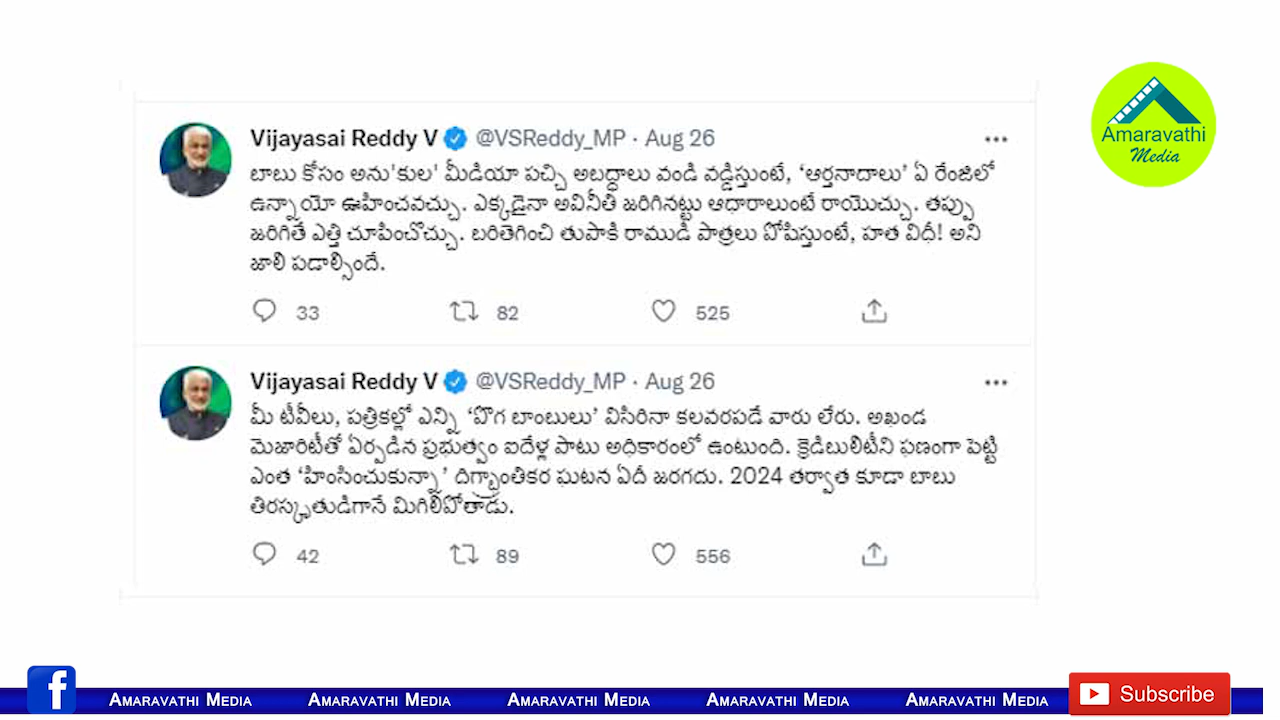 Vijayasai Reddy V @VSReddy_MP · Aug 26
బాబు కోసం అను'కుల' మీడియా పచ్చి అబద్ధాలు వండి వడ్డిస్తుంటే, ‘ఆర్తనాదాలు’ ఏ రేంజిలో
ఉన్నాయో ఊహించవచ్చు. ఎక్కడైనా అవినీతి జరిగినట్టు ఆధారాలుంటే రాయొచ్చు. తప్పు
జరిగితే ఎత్తి చూపించొచ్చు. బరితెగించి తుపాకి రాముడి పాత్రలు పోషిస్తుంటే, హత విధీ! అని
జాలి పడాల్సిందే.
33 82 525
Vijayasai Reddy V @VSReddy_MP · Aug 26
మీ టీవీలు, పత్రికల్లో ఎన్ని ‘పొగ బాంబులు’ విసిరినా కలవరపడే వారు లేరు. అఖండ
మెజారిటీతో ఏర్పడిన ప్రభుత్వం ఐదేళ్ల పాటు అధికారంలో ఉంటుంది. క్రెడిబులిటీని ఫణంగా పెట్టి
ఎంత ‘హింసించుకున్నా’ దిగ్భ్రాంతికర ఘటన ఏదీ జరగదు. 2024 తర్వాత కూడా బాబు
తిరస్కృతుడిగానే మిగిలిపోతాడు.
42 89 556
Amaravathi
Media
f Amaravathi Media Amaravathi Media Amaravathi Media Amaravathi Media Amaravathi Media Subscribe